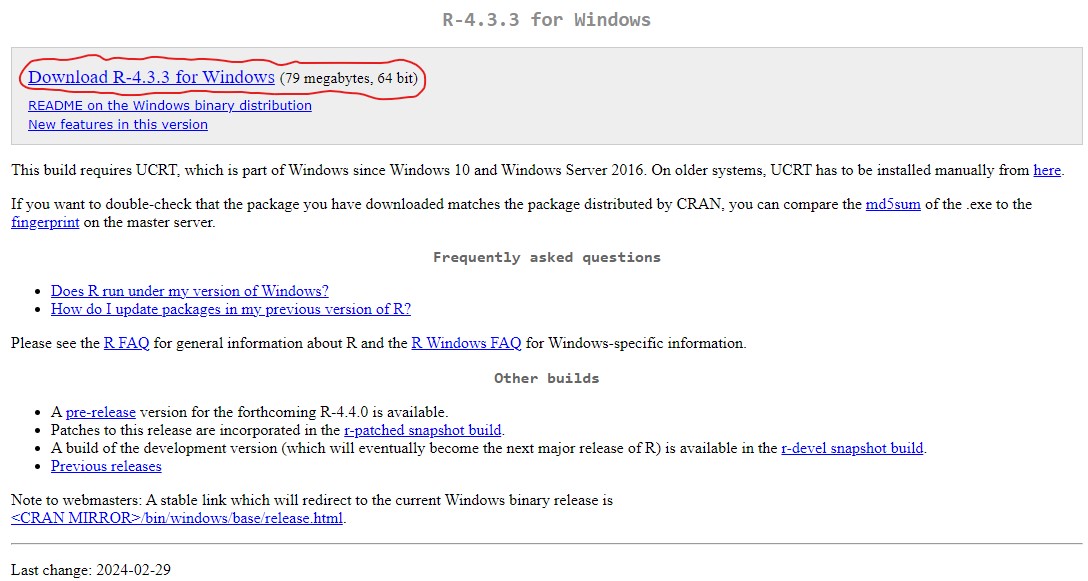 R-4.3.3 for Windows
Download R-4.3.3 for Windows (79 megabytes, 64 bit)
README on the Windows binary distribution
New features in this version
This build requires UCRT, which is part of Windows since Windows 10 and Windows Server 2016. On older systems, UCRT has to be installed manually from here.
If you want to double-check that the package you have downloaded matches the package distributed by CRAN, you can compare the md5sum of the .exe to the
fingerprint on the master server.
Frequently asked questions
• Does R run under my version of Windows?
• How do I update packages in my previous version of R?
Please see the R FAQ for general information about R and the R Windows FAQ for Windows-specific information.
Other builds
• A pre-release version for the forthcoming R-4.4.0 is available.
• Patches to this release are incorporated in the r-patched snapshot build.
• A build of the development version (which will eventually become the next major release of R) is available in the r-devel snapshot build.
• Previous releases
Note to webmasters: A stable link which will redirect to the current Windows binary release is
<CRAN MIRROR>/bin/windows/base/release.html.
Last change: 2024-02-29